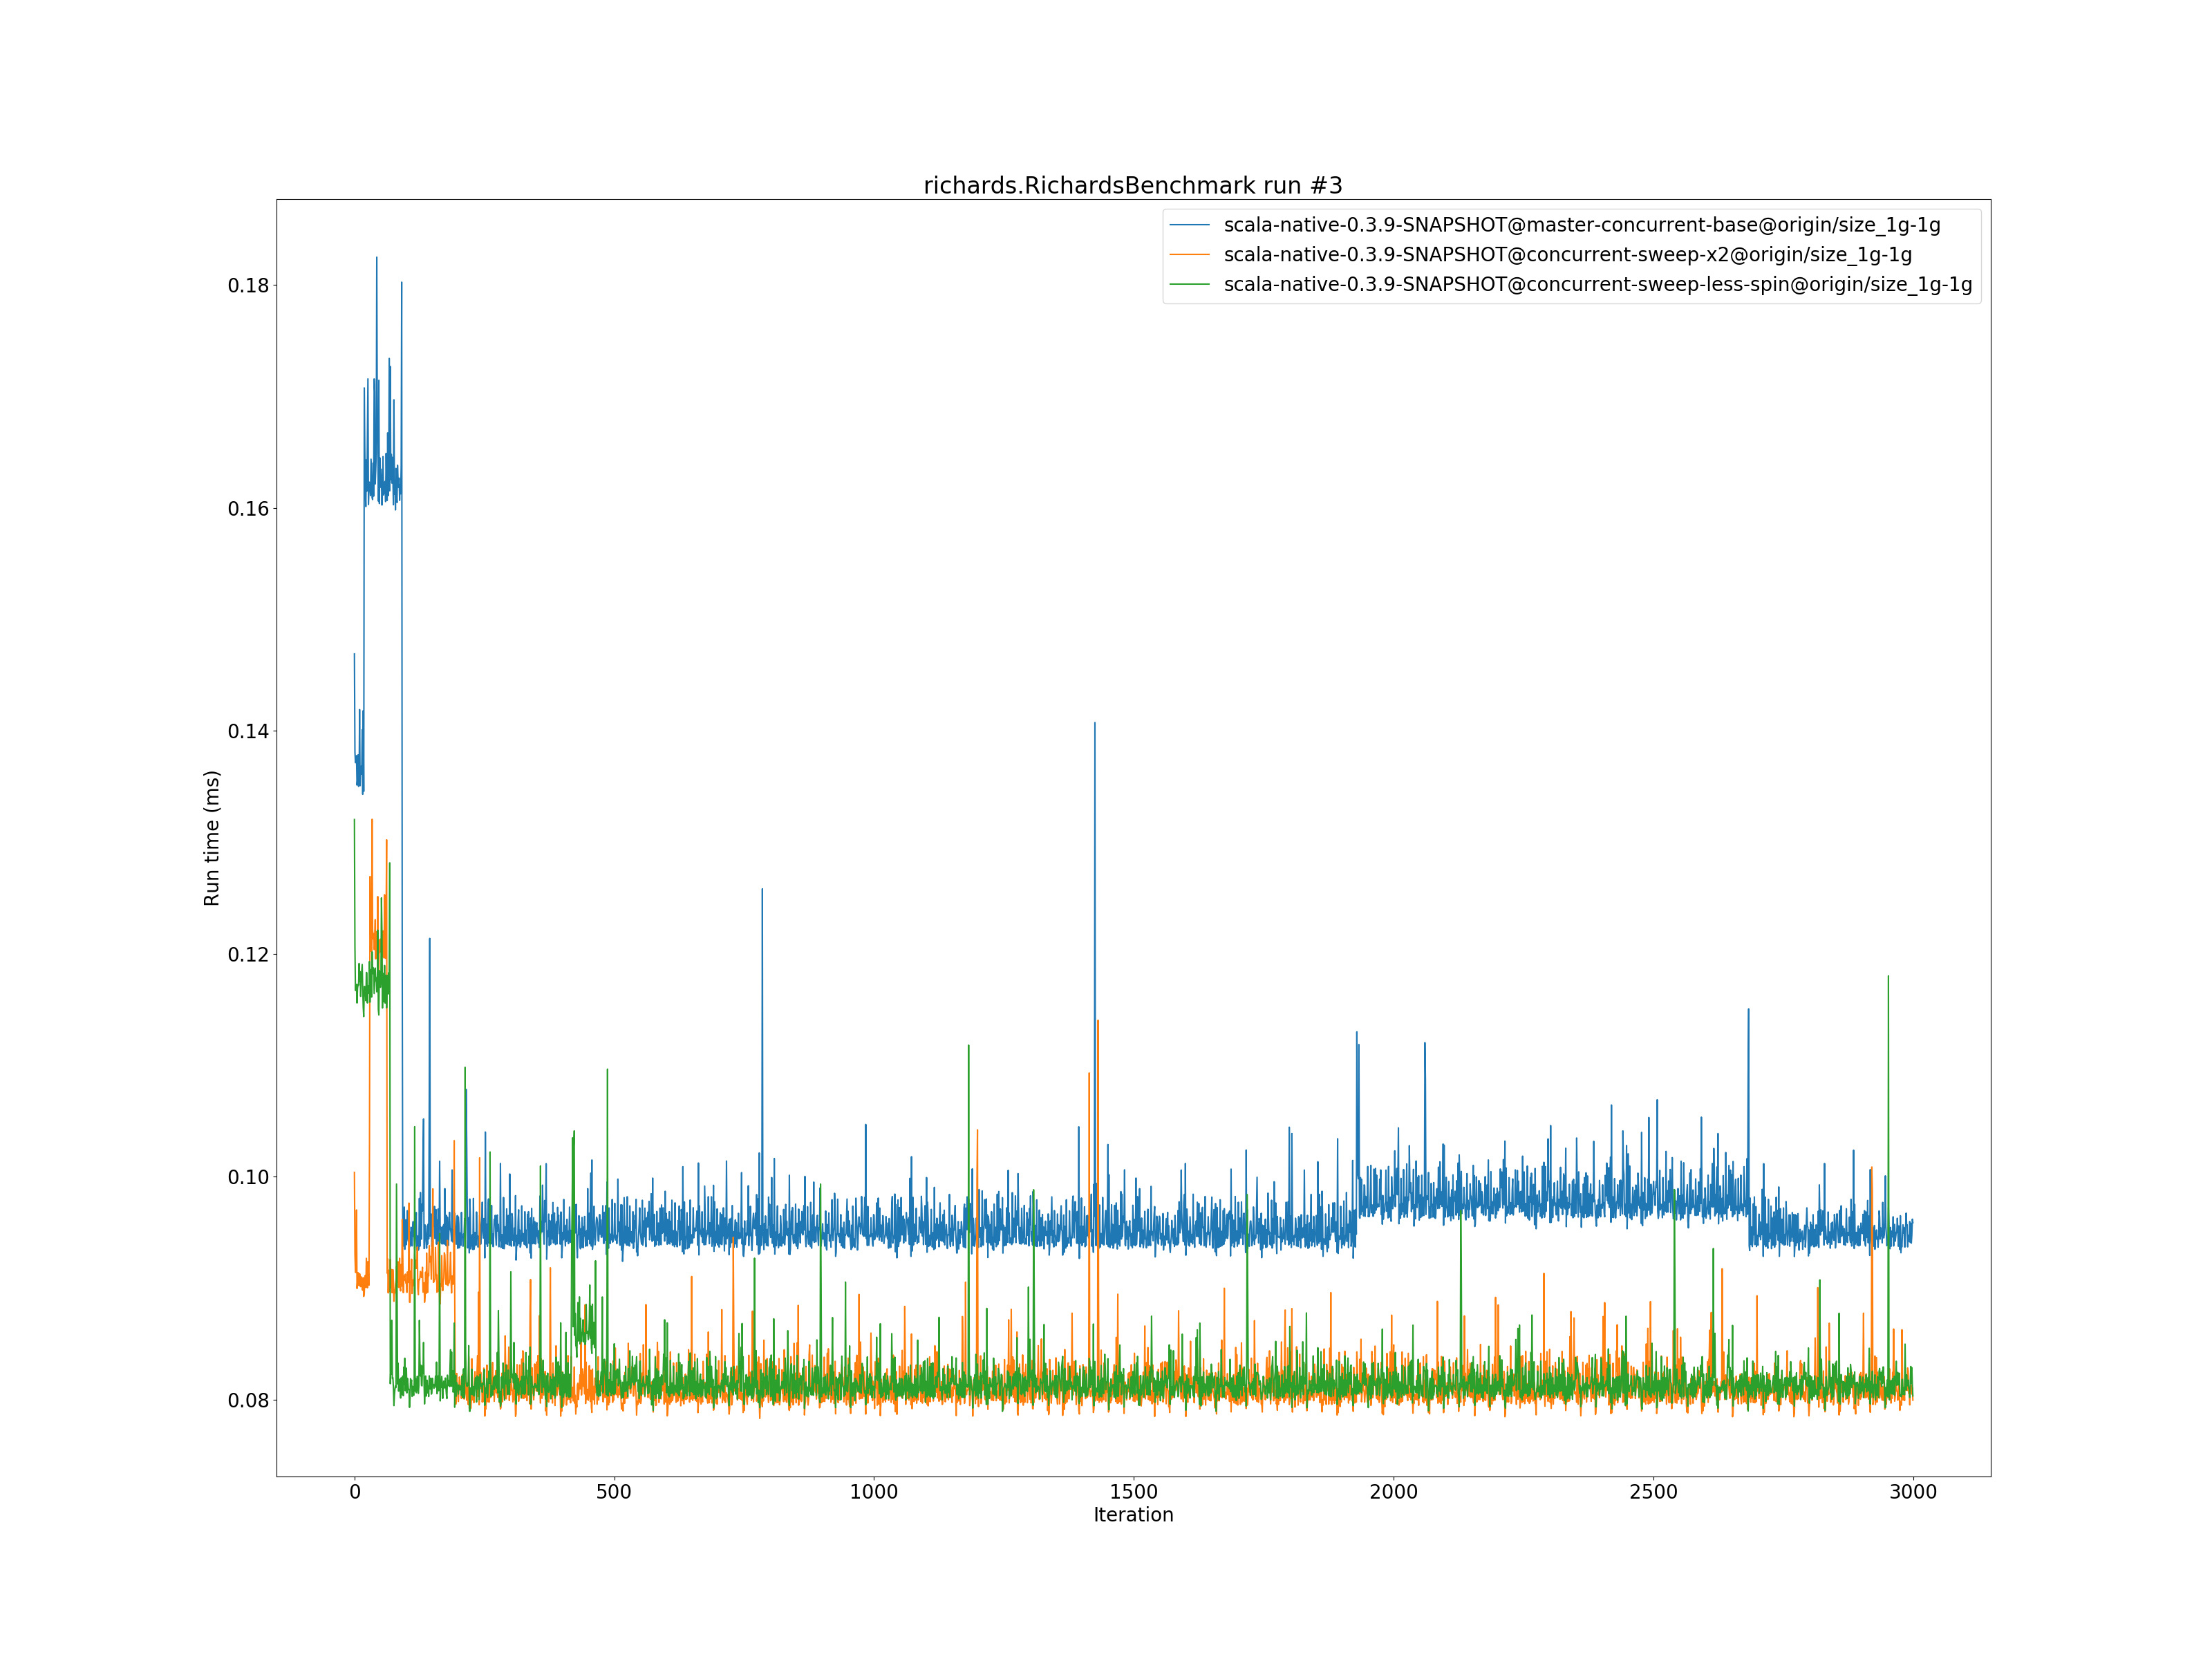 richards.RichardsBenchmark run #3
scala-native-0.3.9-SNAPSHOT@master-concurrent-base@origin/size_1g-1g
scala-native-0.3.9-SNAPSHOT@concurrent-sweep-x2@origin/size_1g-1g
scala-native-0.3.9-SNAPSHOT@concurrent-sweep-less-spin@origin/size_1g-1g
0.18
0.16
0.14
0.12
0.10
0.08
Run time (ms)
0 500 1000 1500 2000 2500 3000
Iteration